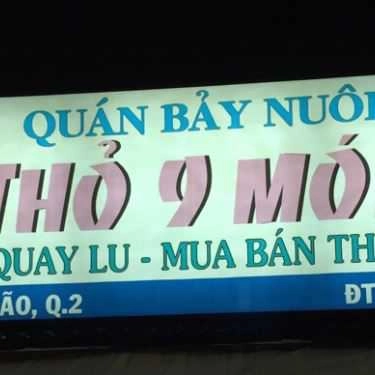 QUÁN BẢY NUÔI
THỎ 9 MÓ
QUAY LU - MUA BÁN TH
ÃO, Q.2
ĐT